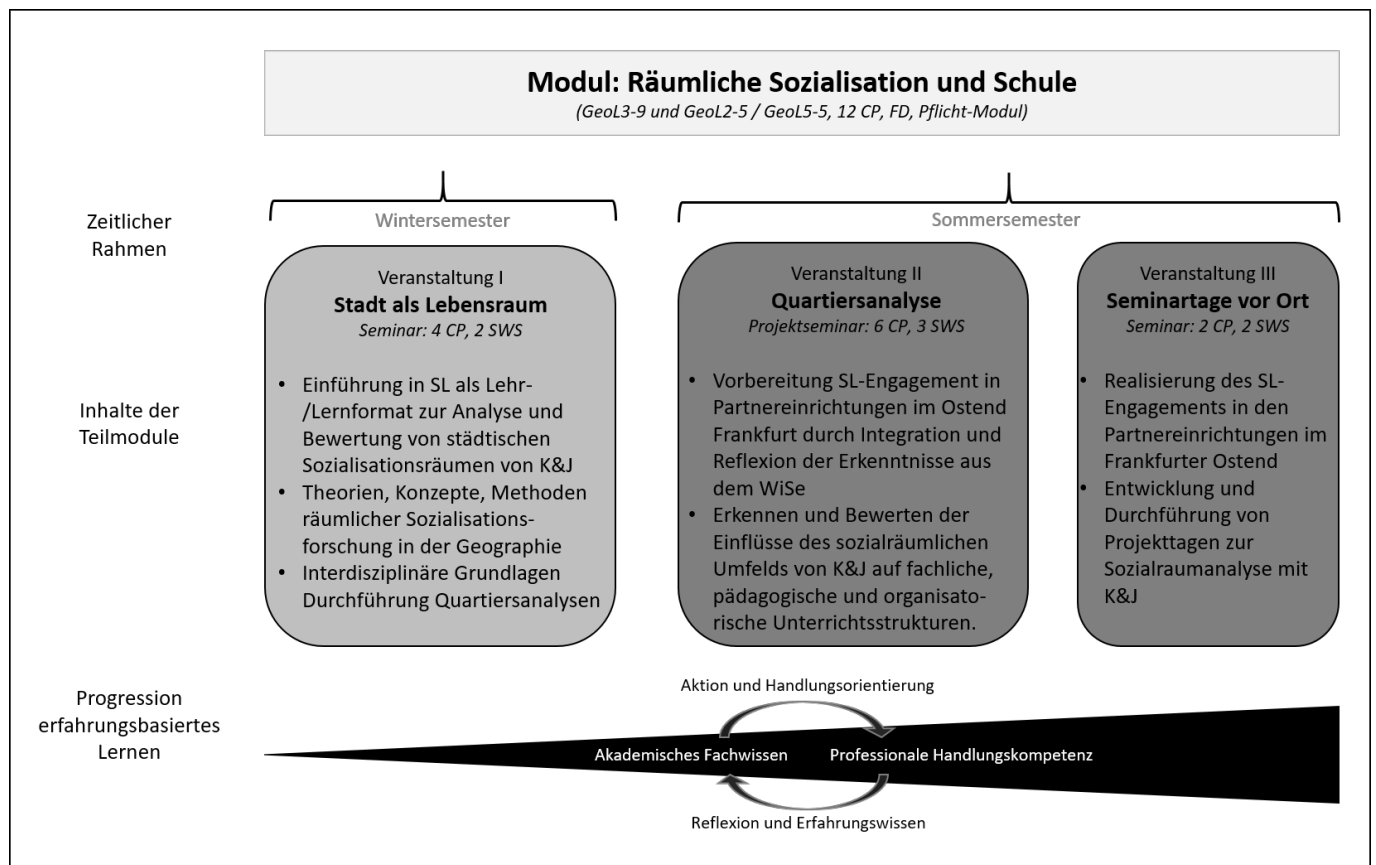 Modul: Räumliche Sozialisation und Schule
(GeoL3-9 und GeoL2-5 / GeoL5-5, 12 CP, FD, Pflicht-Modul)
Zeitlicher
Rahmen
Wintersemester
Sommersemester
Inhalte der
Teilmodule
Veranstaltung I
Stadt als Lebensraum
Seminar: 4 CP, 2 SWS
• Einführung in SL als Lehr-
/Lernformat zur Analyse und
Bewertung von städtischen
Sozialisationsräumen von K&J
• Theorien, Konzepte, Methoden
räumlicher Sozialisations-
forschung in der Geographie
• Interdisziplinäre Grundlagen
Durchführung Quartiersanalysen
Veranstaltung II
Quartiersanalyse
Projektseminar: 6 CP, 3 SWS
• Vorbereitung SL-Engagement in
Partnereinrichtungen im Ostend
Frankfurt durch Integration und
Reflexion der Erkenntnisse aus
dem WiSe
• Erkennen und Bewerten der
Einflüsse des sozialräumlichen
Umfelds von K&J auf fachliche,
pädagogische und organisato-
rische Unterrichtsstrukturen.
Veranstaltung III
Seminartage vor Ort
Seminar: 2 CP, 2 SWS
• Realisierung des SL-
Engagements in den
Partnereinrichtungen im
Frankfurter Ostend
• Entwicklung und
Durchführung von
Projekttagen zur
Sozialraumanalyse mit
K&J
Progression
erfahrungsbasiertes
Lernen
Aktion und Handlungsorientierung
Akademisches Fachwissen
Professionale Handlungskompetenz
Reflexion und Erfahrungswissen